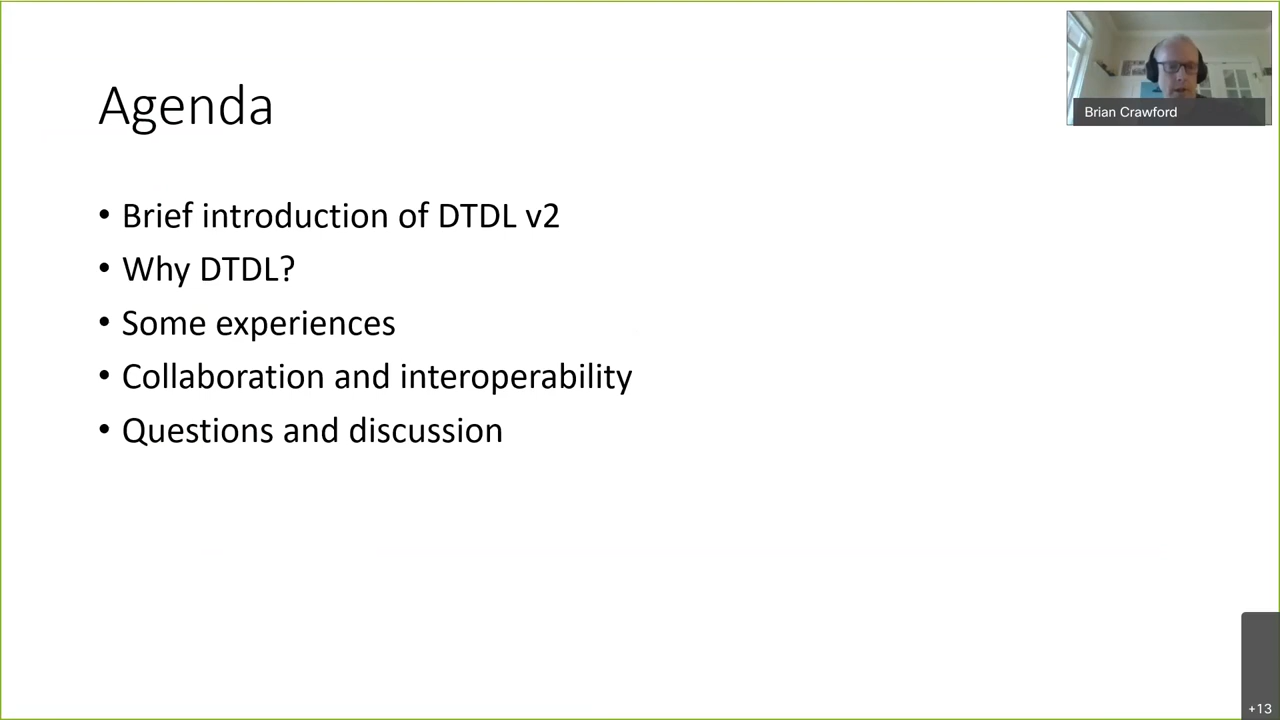 Agenda
Brian Crawford
• Brief introduction of DTDL v2
• Why DTDL?
• Some experiences
• Collaboration and interoperability
• Questions and discussion
+13